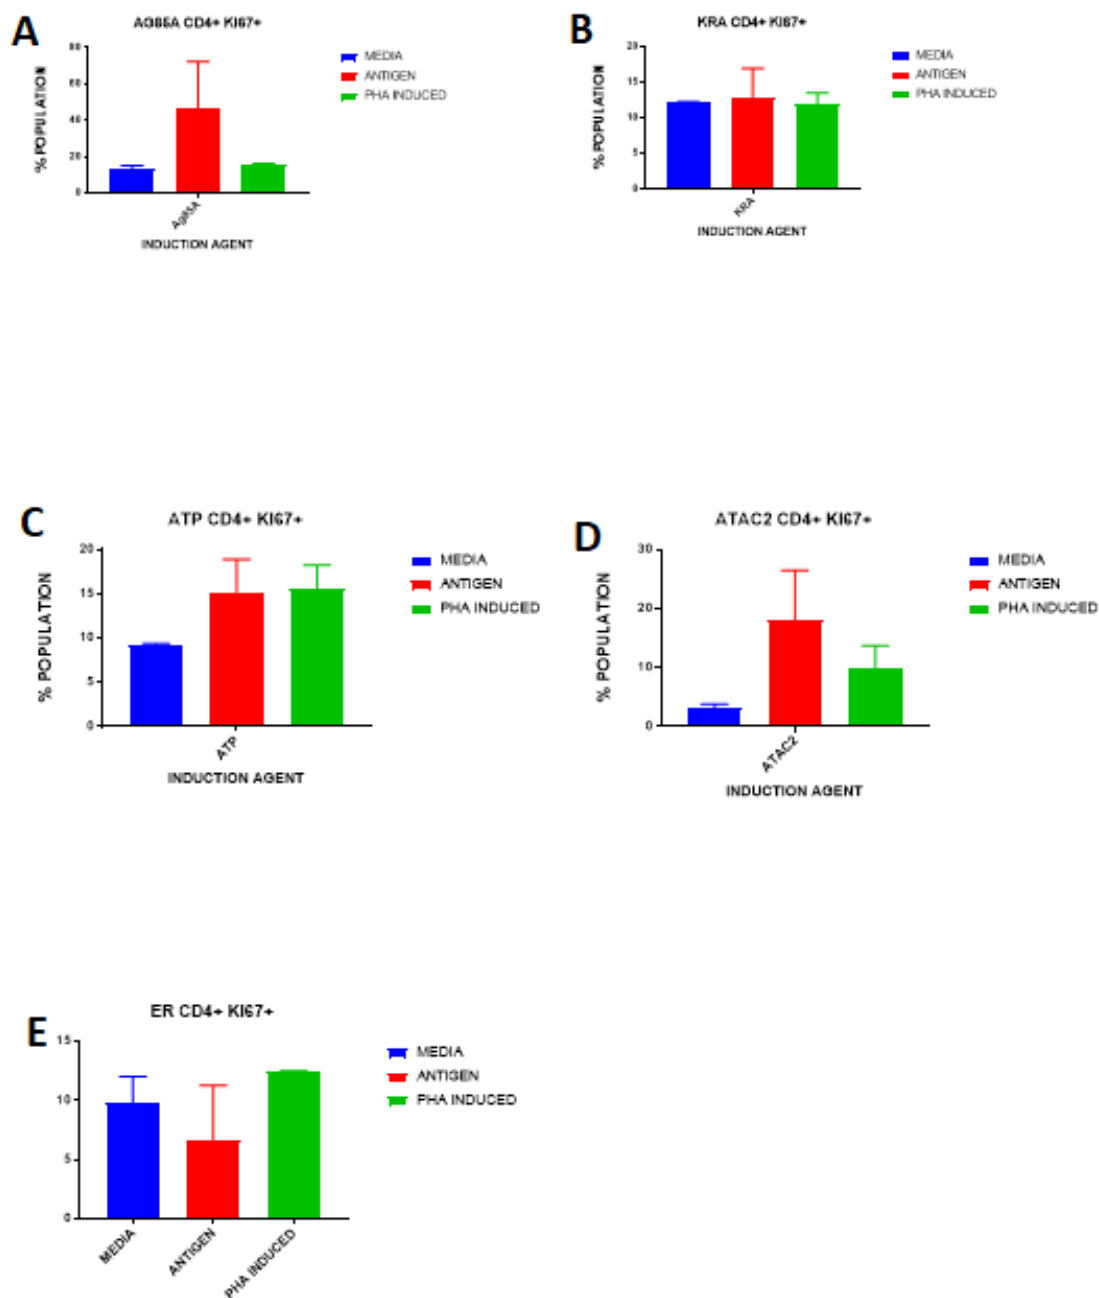 A
AG85A CD4+ KI67+
80
60
40
20
0
% POPULATION
Ag85A
INDUCTION AGENT
MEDIA
ANTIGEN
PHA INDUCED
B
KRA CD4+ KI67+
20
15
10
5
0
% POPULATION
KRA
INDUCTION AGENT
MEDIA
ANTIGEN
PHA INDUCED
C
ATP CD4+ KI67+
20
15
10
5
0
% POPULATION
ATP
INDUCTION AGENT
MEDIA
ANTIGEN
PHA INDUCED
D
ATAC2 CD4+ KI67+
30
20
10
0
% POPULATION
ATAC2
INDUCTION AGENT
MEDIA
ANTIGEN
PHA INDUCED
E
ER CD4+ KI67+
15
10
5
0
MEDIA
ANTIGEN
PHA INDUCED
MEDIA
ANTIGEN
PHA INDUCED